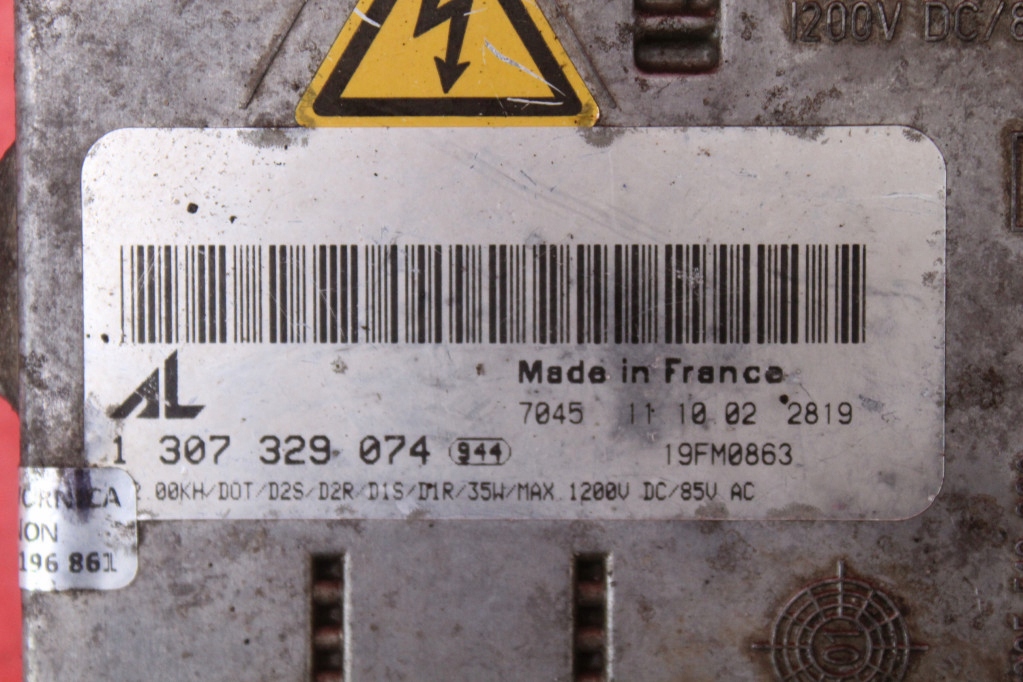 1200V DC/8
AL
Made in France
7045 11 10 02 2819
1 307 329 074 944
19FM0863
.00KH/DOT/D2S/D2R/D1S/D1R/35W/MAX 1200V DC/85V AC
196 861